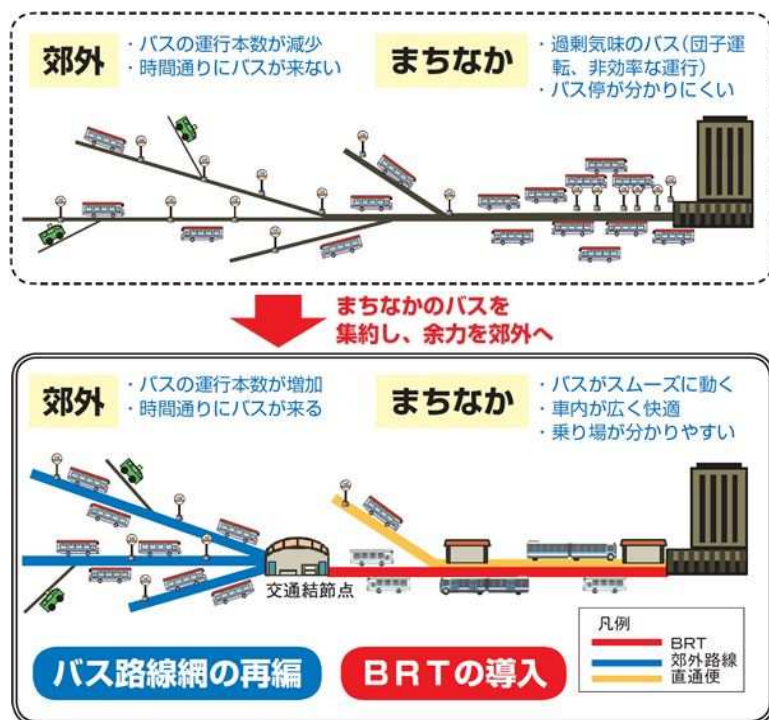 郊外
・バスの運行本数が減少
・時間通りにバスが来ない
まちなか
・過剰気味のバス(団子運
転、非効率な運行)
・バス停が分かりにくい
まちなかのバスを
集約し、余力を郊外へ
郊外
・バスの運行本数が増加
・時間通りにバスが来る
まちなか
・バスがスムーズに動く
・車内が広く快適
・乗り場が分かりやすい
交通結節点
バス路線網の再編
BRTの導入
凡例
BRT
郊外路線
直通便